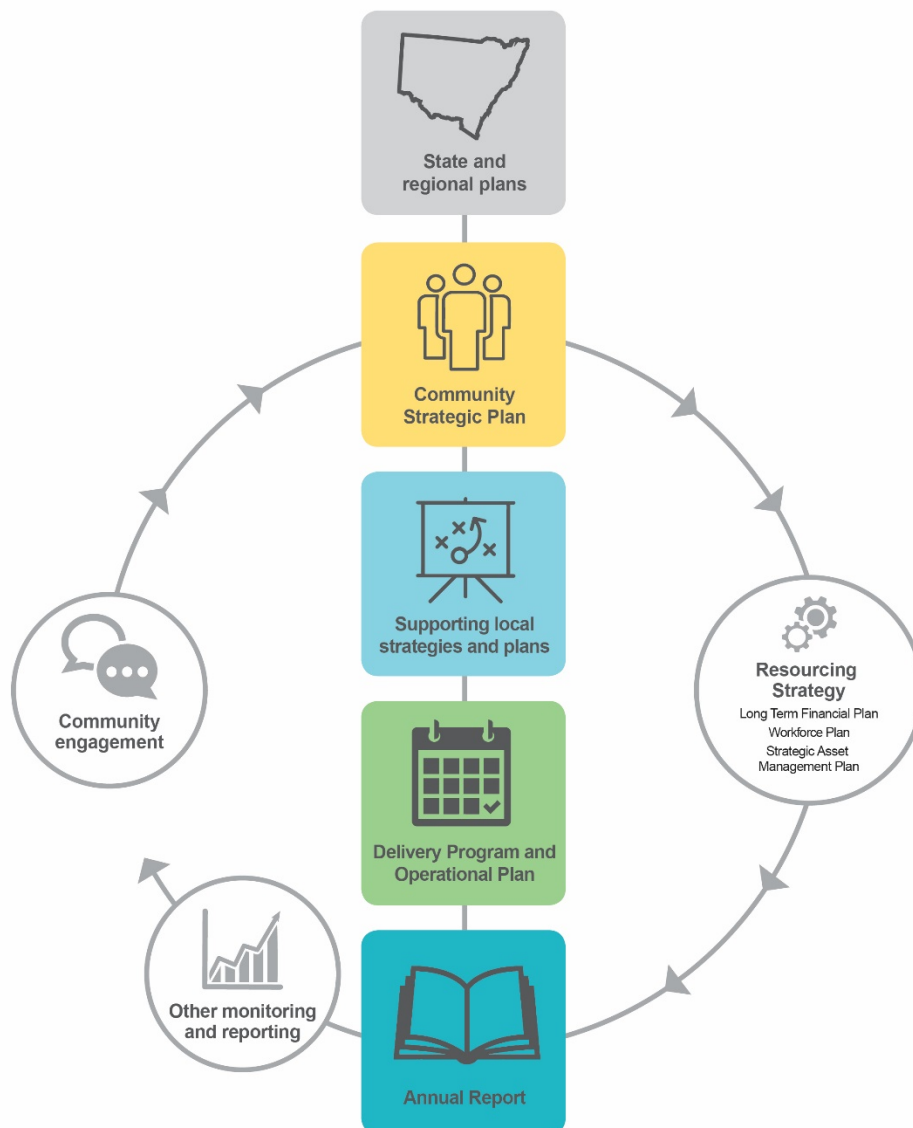 State and
regional plans
Community
Strategic Plan
Supporting local
strategies and plans
Community
engagement
Resourcing
Strategy
Long Term Financial Plan
Workforce Plan
Strategic Asset
Management Plan
Delivery Program and
Operational Plan
Other monitoring
and reporting
Annual Report